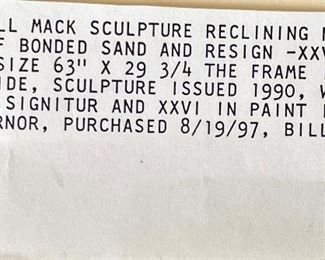 LL MACK SCULPTURE RECLINING
F BONDED SAND AND RESIGN -XXV
SIZE 63" X 29 3/4 THE FRAME
IDE, SCULPTURE ISSUED 1990, W
SIGNITUR AND XXVI IN PAINT
RNOR, PURCHASED 8/19/97, BILL